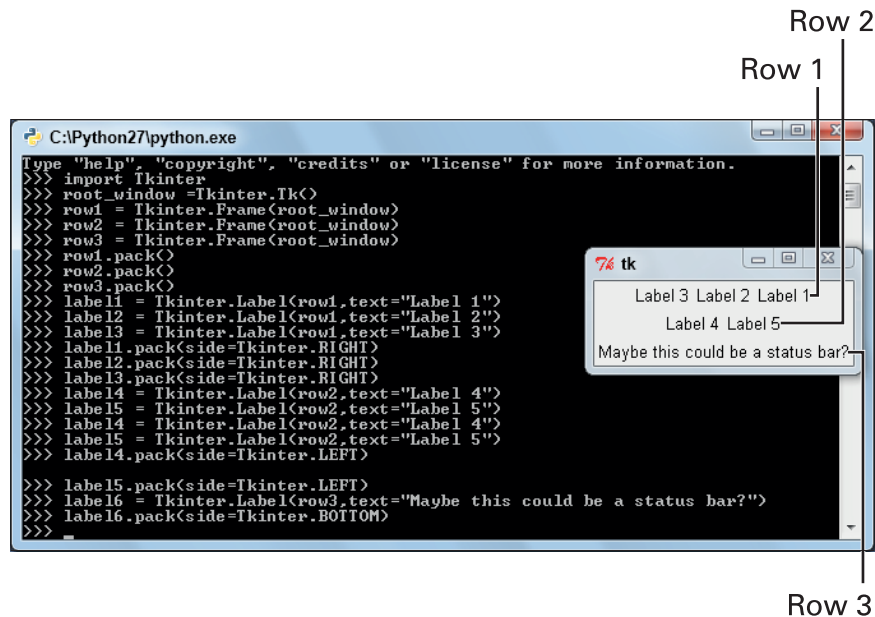 Row 2
Row 1
C:\Python27\python.exe
Type "help", "copyright", "credits" or "license" for more information.
>>> import Tkinter
>>> root_window =Tkinter.Tk()
>>> row1 = Tkinter.Frame(root_window)
>>> row2 = Tkinter.Frame(root_window)
>>> row3 = Tkinter.Frame(root_window)
>>> row1.pack()
>>> row2.pack()
>>> row3.pack()
>>> label1 = Tkinter.Label(row1,text="Label 1")
>>> label2 = Tkinter.Label(row1,text="Label 2")
>>> label3 = Tkinter.Label(row1,text="Label 3")
>>> label1.pack(side=Tkinter.RIGHT)
>>> label2.pack(side=Tkinter.RIGHT)
>>> label3.pack(side=Tkinter.RIGHT)
>>> label4 = Tkinter.Label(row2,text="Label 4")
>>> label5 = Tkinter.Label(row2,text="Label 5")
>>> label4 = Tkinter.Label(row2,text="Label 4")
>>> label5 = Tkinter.Label(row2,text="Label 5")
>>> label4.pack(side=Tkinter.LEFT)
>>> label5.pack(side=Tkinter.LEFT)
>>> label6 = Tkinter.Label(row3,text="Maybe this could be a status bar?")
>>> label6.pack(side=Tkinter.BOTTOM)
>>> _
tk
Label 3 Label 2 Label 1
Label 4 Label 5
Maybe this could be a status bar?
Row 3